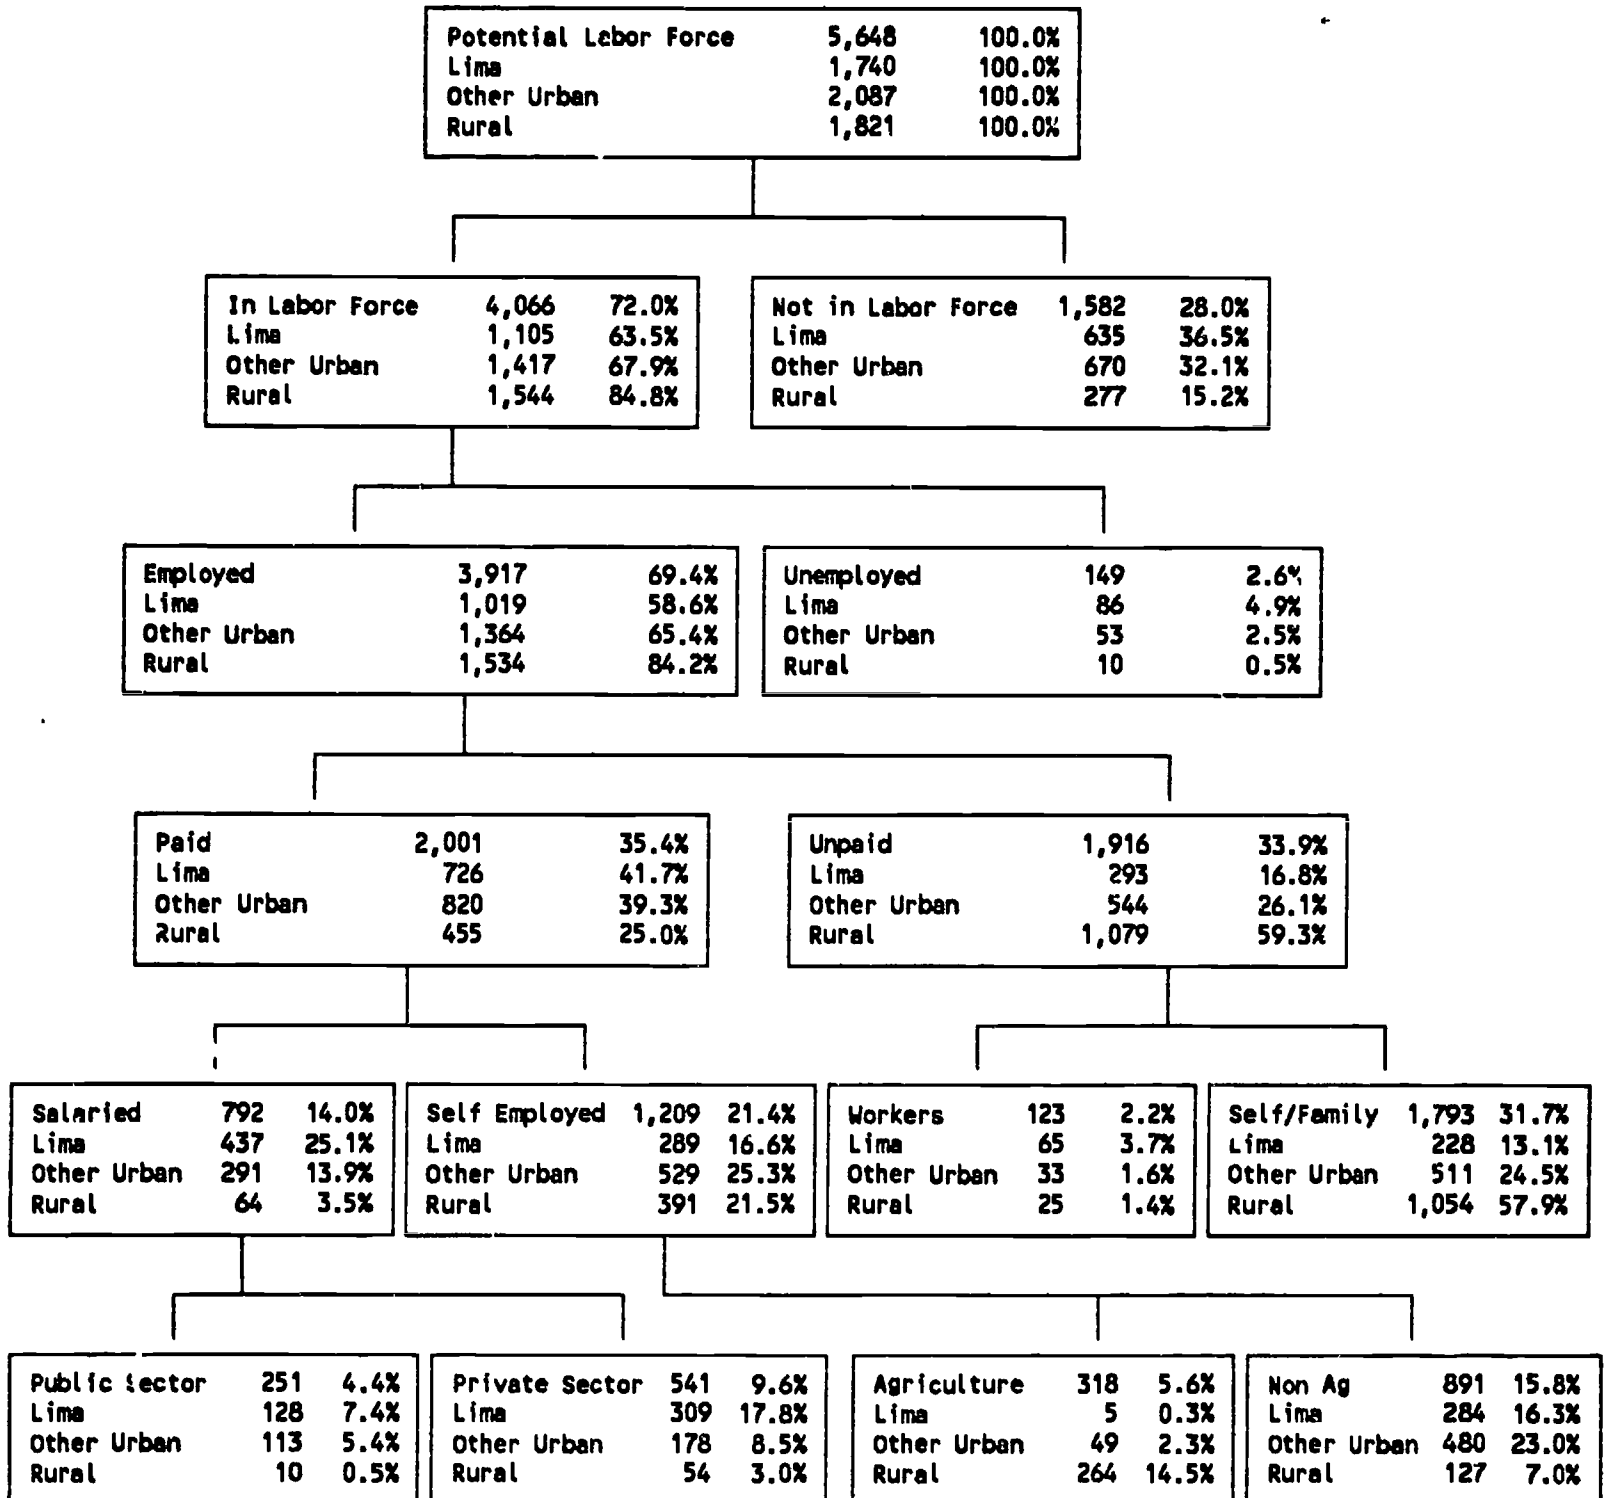 Potential Labor Force 5,648 100.0%
Lima 1,740 100.0%
Other Urban 2,087 100.0%
Rural 1,821 100.0%
In Labor Force 4,066 72.0%
Lima 1,105 63.5%
Other Urban 1,417 67.9%
Rural 1,544 84.8%
Not in Labor Force 1,582 28.0%
Lima 635 36.5%
Other Urban 670 32.1%
Rural 277 15.2%
Employed 3,917 69.4%
Lima 1,019 58.6%
Other Urban 1,364 65.4%
Rural 1,534 84.2%
Unemployed 149 2.6%
Lima 86 4.9%
Other Urban 53 2.5%
Rural 10 0.5%
Paid 2,001 35.4%
Lima 726 41.7%
Other Urban 820 39.3%
Rural 455 25.0%
Unpaid 1,916 33.9%
Lima 293 16.8%
Other Urban 544 26.1%
Rural 1,079 59.3%
Salaried 792 14.0%
Lima 437 25.1%
Other Urban 291 13.9%
Rural 64 3.5%
Self Employed 1,209 21.4%
Lima 289 16.6%
Other Urban 529 25.3%
Rural 391 21.5%
Workers 123 2.2%
Lima 65 3.7%
Other Urban 33 1.6%
Rural 25 1.4%
Self/Family 1,793 31.7%
Lima 228 13.1%
Other Urban 511 24.5%
Rural 1,054 57.9%
Public Sector 251 4.4%
Lima 128 7.4%
Other Urban 113 5.4%
Rural 10 0.5%
Private Sector 541 9.6%
Lima 309 17.8%
Other Urban 178 8.5%
Rural 54 3.0%
Agriculture 318 5.6%
Lima 5 0.3%
Other Urban 49 2.3%
Rural 264 14.5%
Non Ag 891 15.8%
Lima 284 16.3%
Other Urban 480 23.0%
Rural 127 7.0%